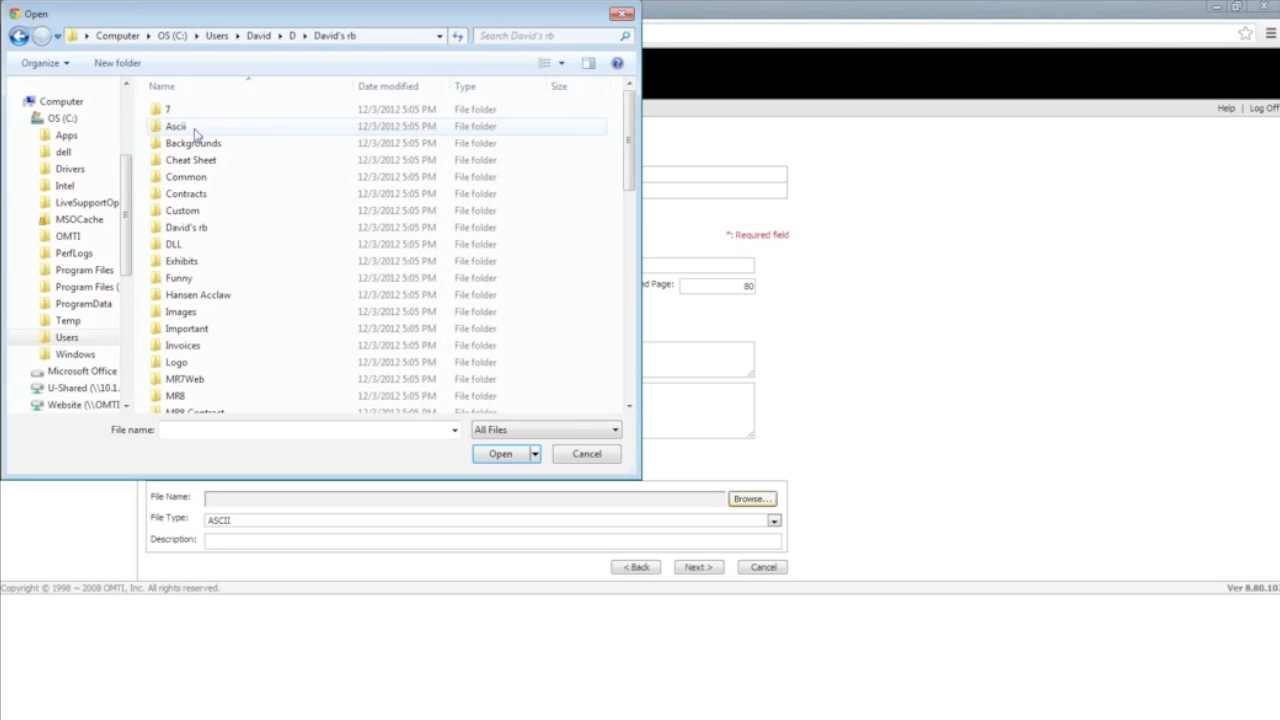 Open
Computer OS (C:) Users David D David's rb Search David's rb
Organize New folder
Name Date modified Type Size
Computer
OS (C:)
Apps
dell
Drivers
Intel
LiveSupportOp
MSOCache
OMTI
PerfLogs
Program Files
Program Files (
ProgramData
Temp
Users
Windows
Microsoft Office
U-Shared (\\10.1.
Website (\\OMTI
7 12/3/2012 5:05 PM File folder
Ascii 12/3/2012 5:05 PM File folder
Backgrounds 12/3/2012 5:05 PM File folder
Cheat Sheet 12/3/2012 5:05 PM File folder
Common 12/3/2012 5:05 PM File folder
Contracts 12/3/2012 5:05 PM File folder
Custom 12/3/2012 5:05 PM File folder
David's rb 12/3/2012 5:05 PM File folder
DLL 12/3/2012 5:05 PM File folder
Exhibits 12/3/2012 5:05 PM File folder
Funny 12/3/2012 5:05 PM File folder
Hansen Acclaw 12/3/2012 5:05 PM File folder
Images 12/3/2012 5:05 PM File folder
Important 12/3/2012 5:05 PM File folder
Invoices 12/3/2012 5:05 PM File folder
Logo 12/3/2012 5:05 PM File folder
MR7Web 12/3/2012 5:05 PM File folder
MR8 12/3/2012 5:05 PM File folder
MR8 Contract 12/3/2012 5:05 PM File folder
File name: All Files
Open Cancel
Help | Log Off
*: Required field
nd Page: 80
File Name: Browse...
File Type: ASCII
Description:
< Back Next > Cancel
Copyright © 1998 ~ 2008 OMTI, Inc. All rights reserved. Ver 8.80.10